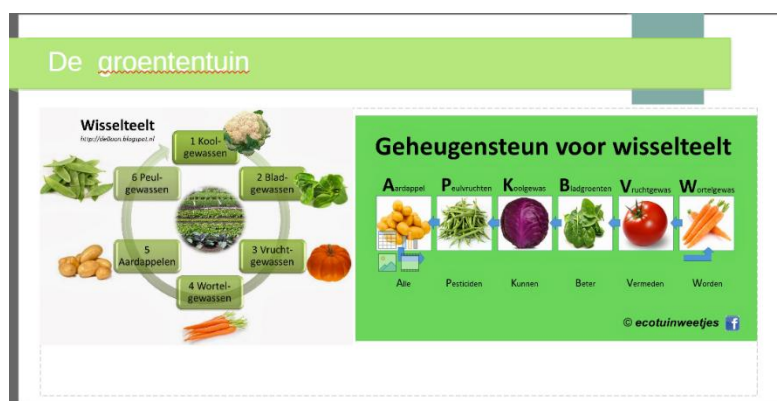 De groententuin
Wisselteelt
http://delisson.blogspot.nl
1 Kool-
gewassen
2 Blad-
gewassen
3 Vrucht-
gewassen
4 Wortel-
gewassen
5
Aardappelen
6 Peul-
gewassen
Geheugensteun voor wisselteelt
Aardappel Peulvruchten Koolgewas Bladgroenten Vruchtgewas Wortelgewas
Alle Pesticiden Kunnen Beter Vermeden Worden
© ecotuinweetjes f